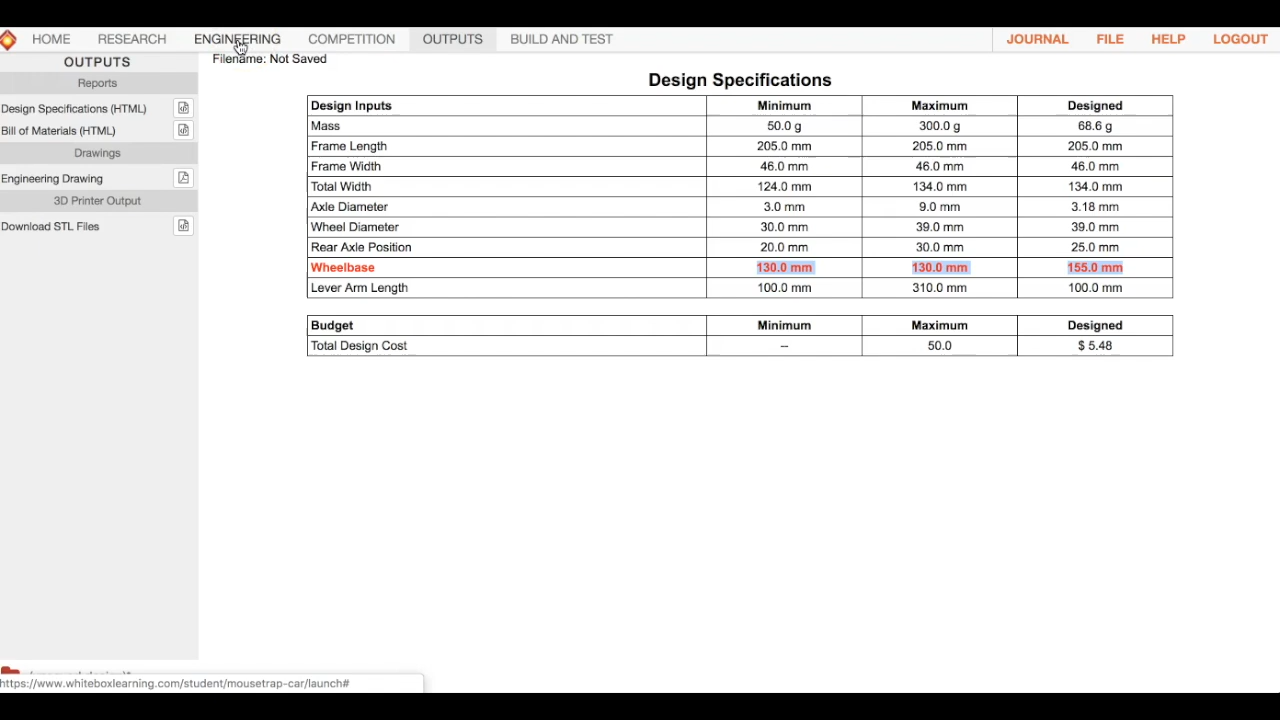 HOME RESEARCH ENGINEERING COMPETITION OUTPUTS BUILD AND TEST JOURNAL FILE HELP LOGOUT
OUTPUTS
Reports
Design Specifications (HTML)
Bill of Materials (HTML)
Drawings
Engineering Drawing
3D Printer Output
Download STL Files
Filename: Not Saved
Design Specifications
Design Inputs Minimum Maximum Designed
Mass 50.0 g 300.0 g 68.6 g
Frame Length 205.0 mm 205.0 mm 205.0 mm
Frame Width 46.0 mm 46.0 mm 46.0 mm
Total Width 124.0 mm 134.0 mm 134.0 mm
Axle Diameter 3.0 mm 9.0 mm 3.18 mm
Wheel Diameter 30.0 mm 39.0 mm 39.0 mm
Rear Axle Position 20.0 mm 30.0 mm 25.0 mm
Wheelbase 130.0 mm 130.0 mm 155.0 mm
Lever Arm Length 100.0 mm 310.0 mm 100.0 mm
Budget Minimum Maximum Designed
Total Design Cost -- 50.0 $ 5.48
https://www.whiteboxlearning.com/student/mousetrap-car/launch#